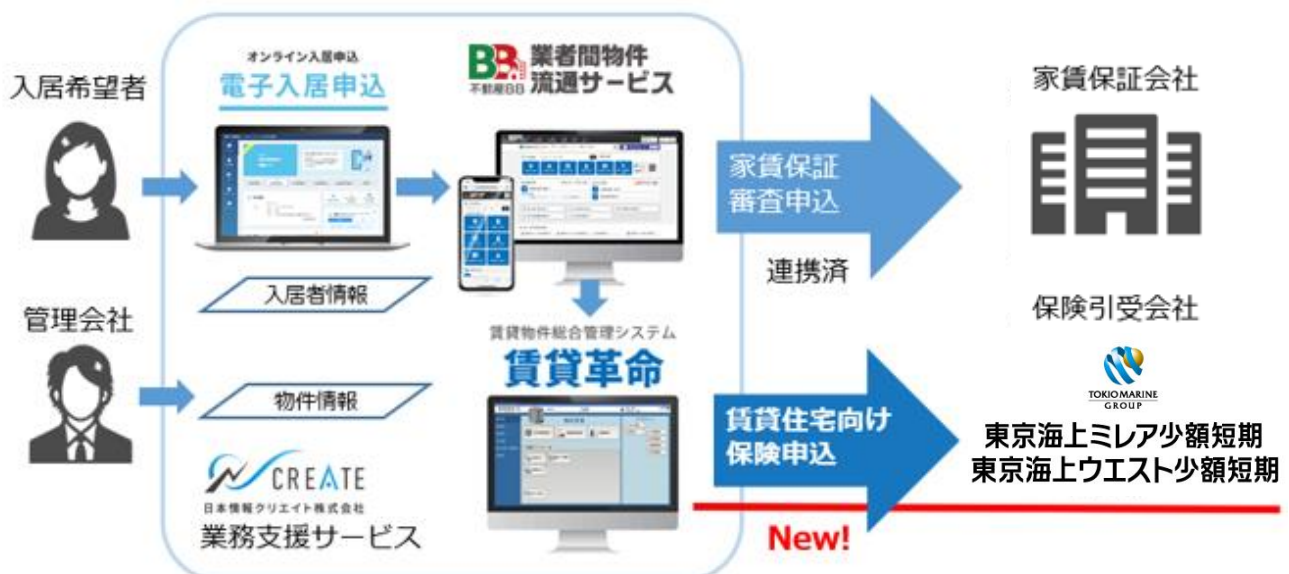 入居希望者
オンライン入居申込
電子入居申込
BB
不動産BB
業者間物件
流通サービス
家賃保証
審査申込
連携済
家賃保証会社
入居者情報
管理会社
物件情報
賃貸物件総合管理システム
賃貸革命
CREATE
日本情報クリエイト株式会社
業務支援サービス
賃貸住宅向け
保険申込
New!
保険引受会社
TOKIOMARINE
GROUP
東京海上ミレア少額短期
東京海上ウエスト少額短期